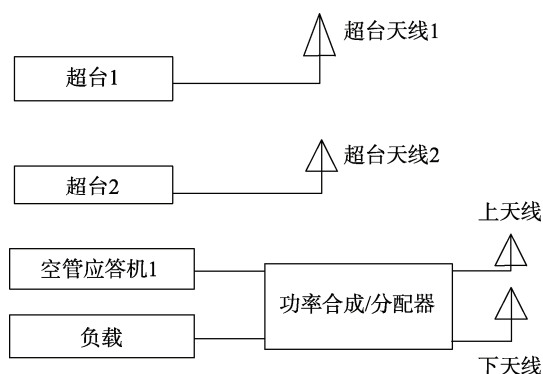 超台天线1
超台1
超台天线2
超台2
上天线
空管应答机1
功率合成/分配器
负载
下天线